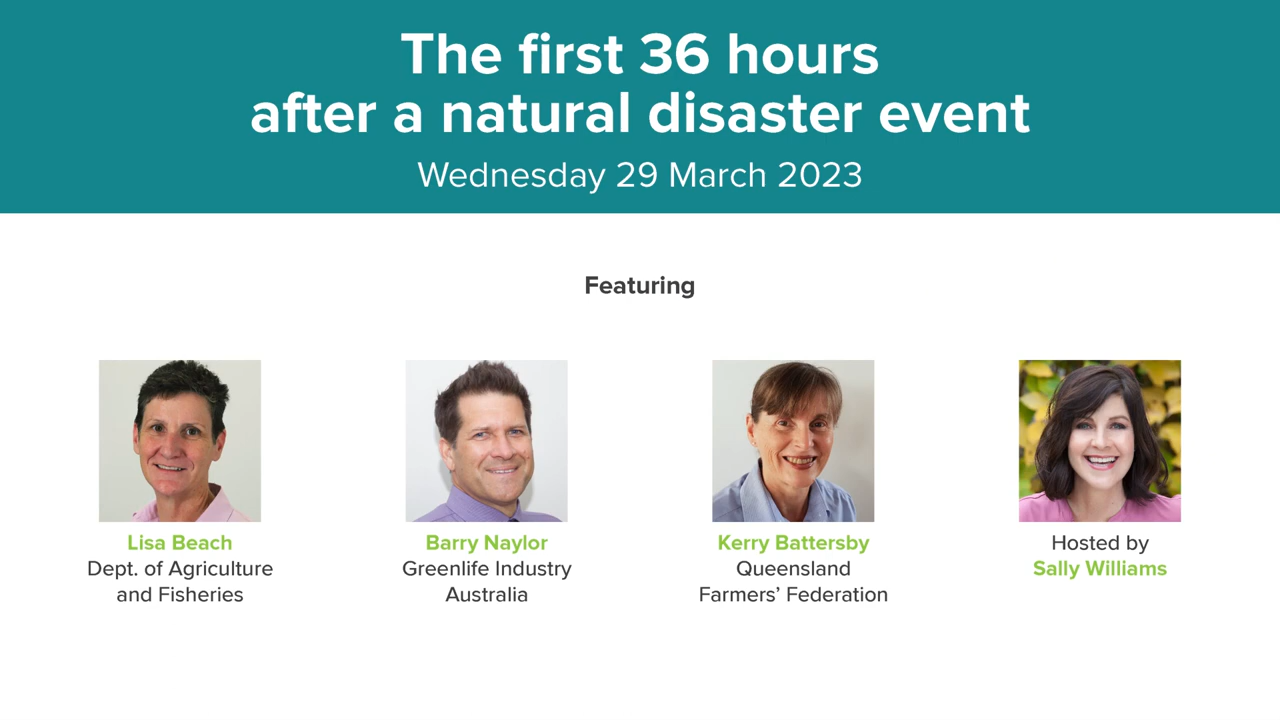 The first 36 hours
after a natural disaster event
Wednesday 29 March 2023
Featuring
Lisa Beach
Dept. of Agriculture
and Fisheries
Barry Naylor
Greenlife Industry
Australia
Kerry Battersby
Queensland
Farmers’ Federation
Hosted by
Sally Williams